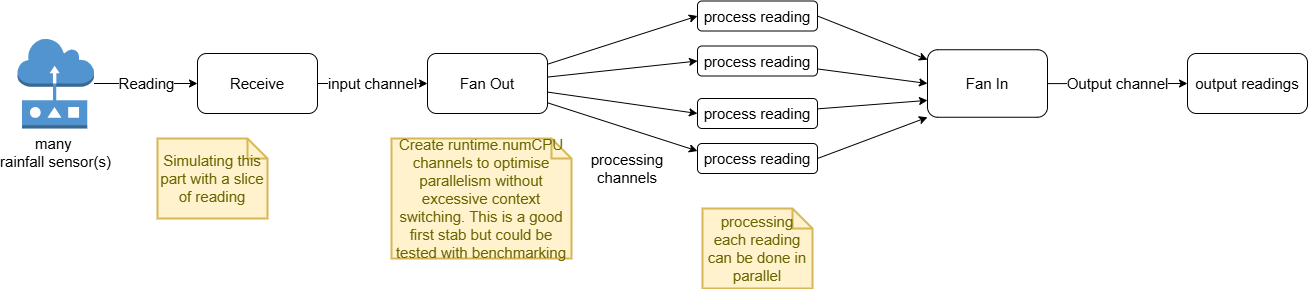 many
rainfall sensor(s)
Reading
Receive
input channel
Fan Out
process reading
process reading
process reading
process reading
Fan In
Output channel
output readings
Simulating this
part with a slice
of reading
Create runtime.numCPU
channels to optimise
parallelism without
excessive context
switching. This is a good
first stab but could be
tested with benchmarking
processing
channels
processing
each reading
can be done in
parallel